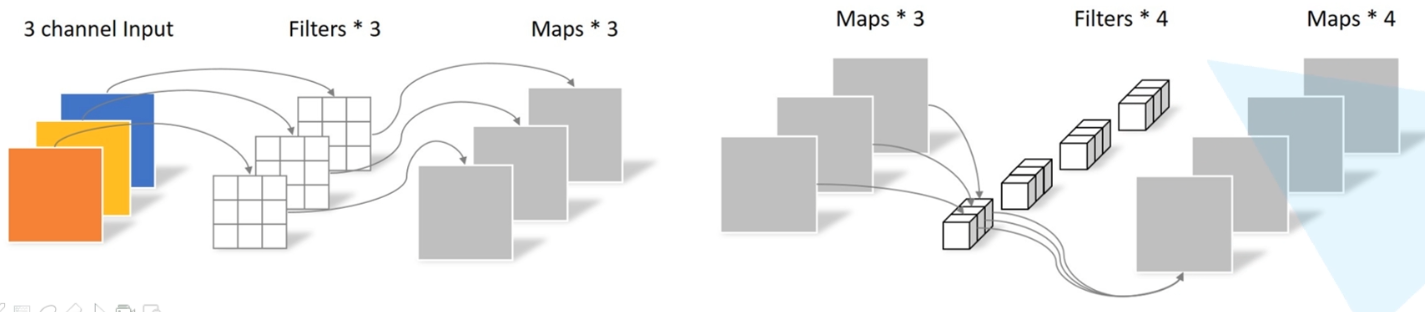 3 channel Input
Filters * 3
Maps * 3
Maps * 3
Filters * 4
Maps * 4